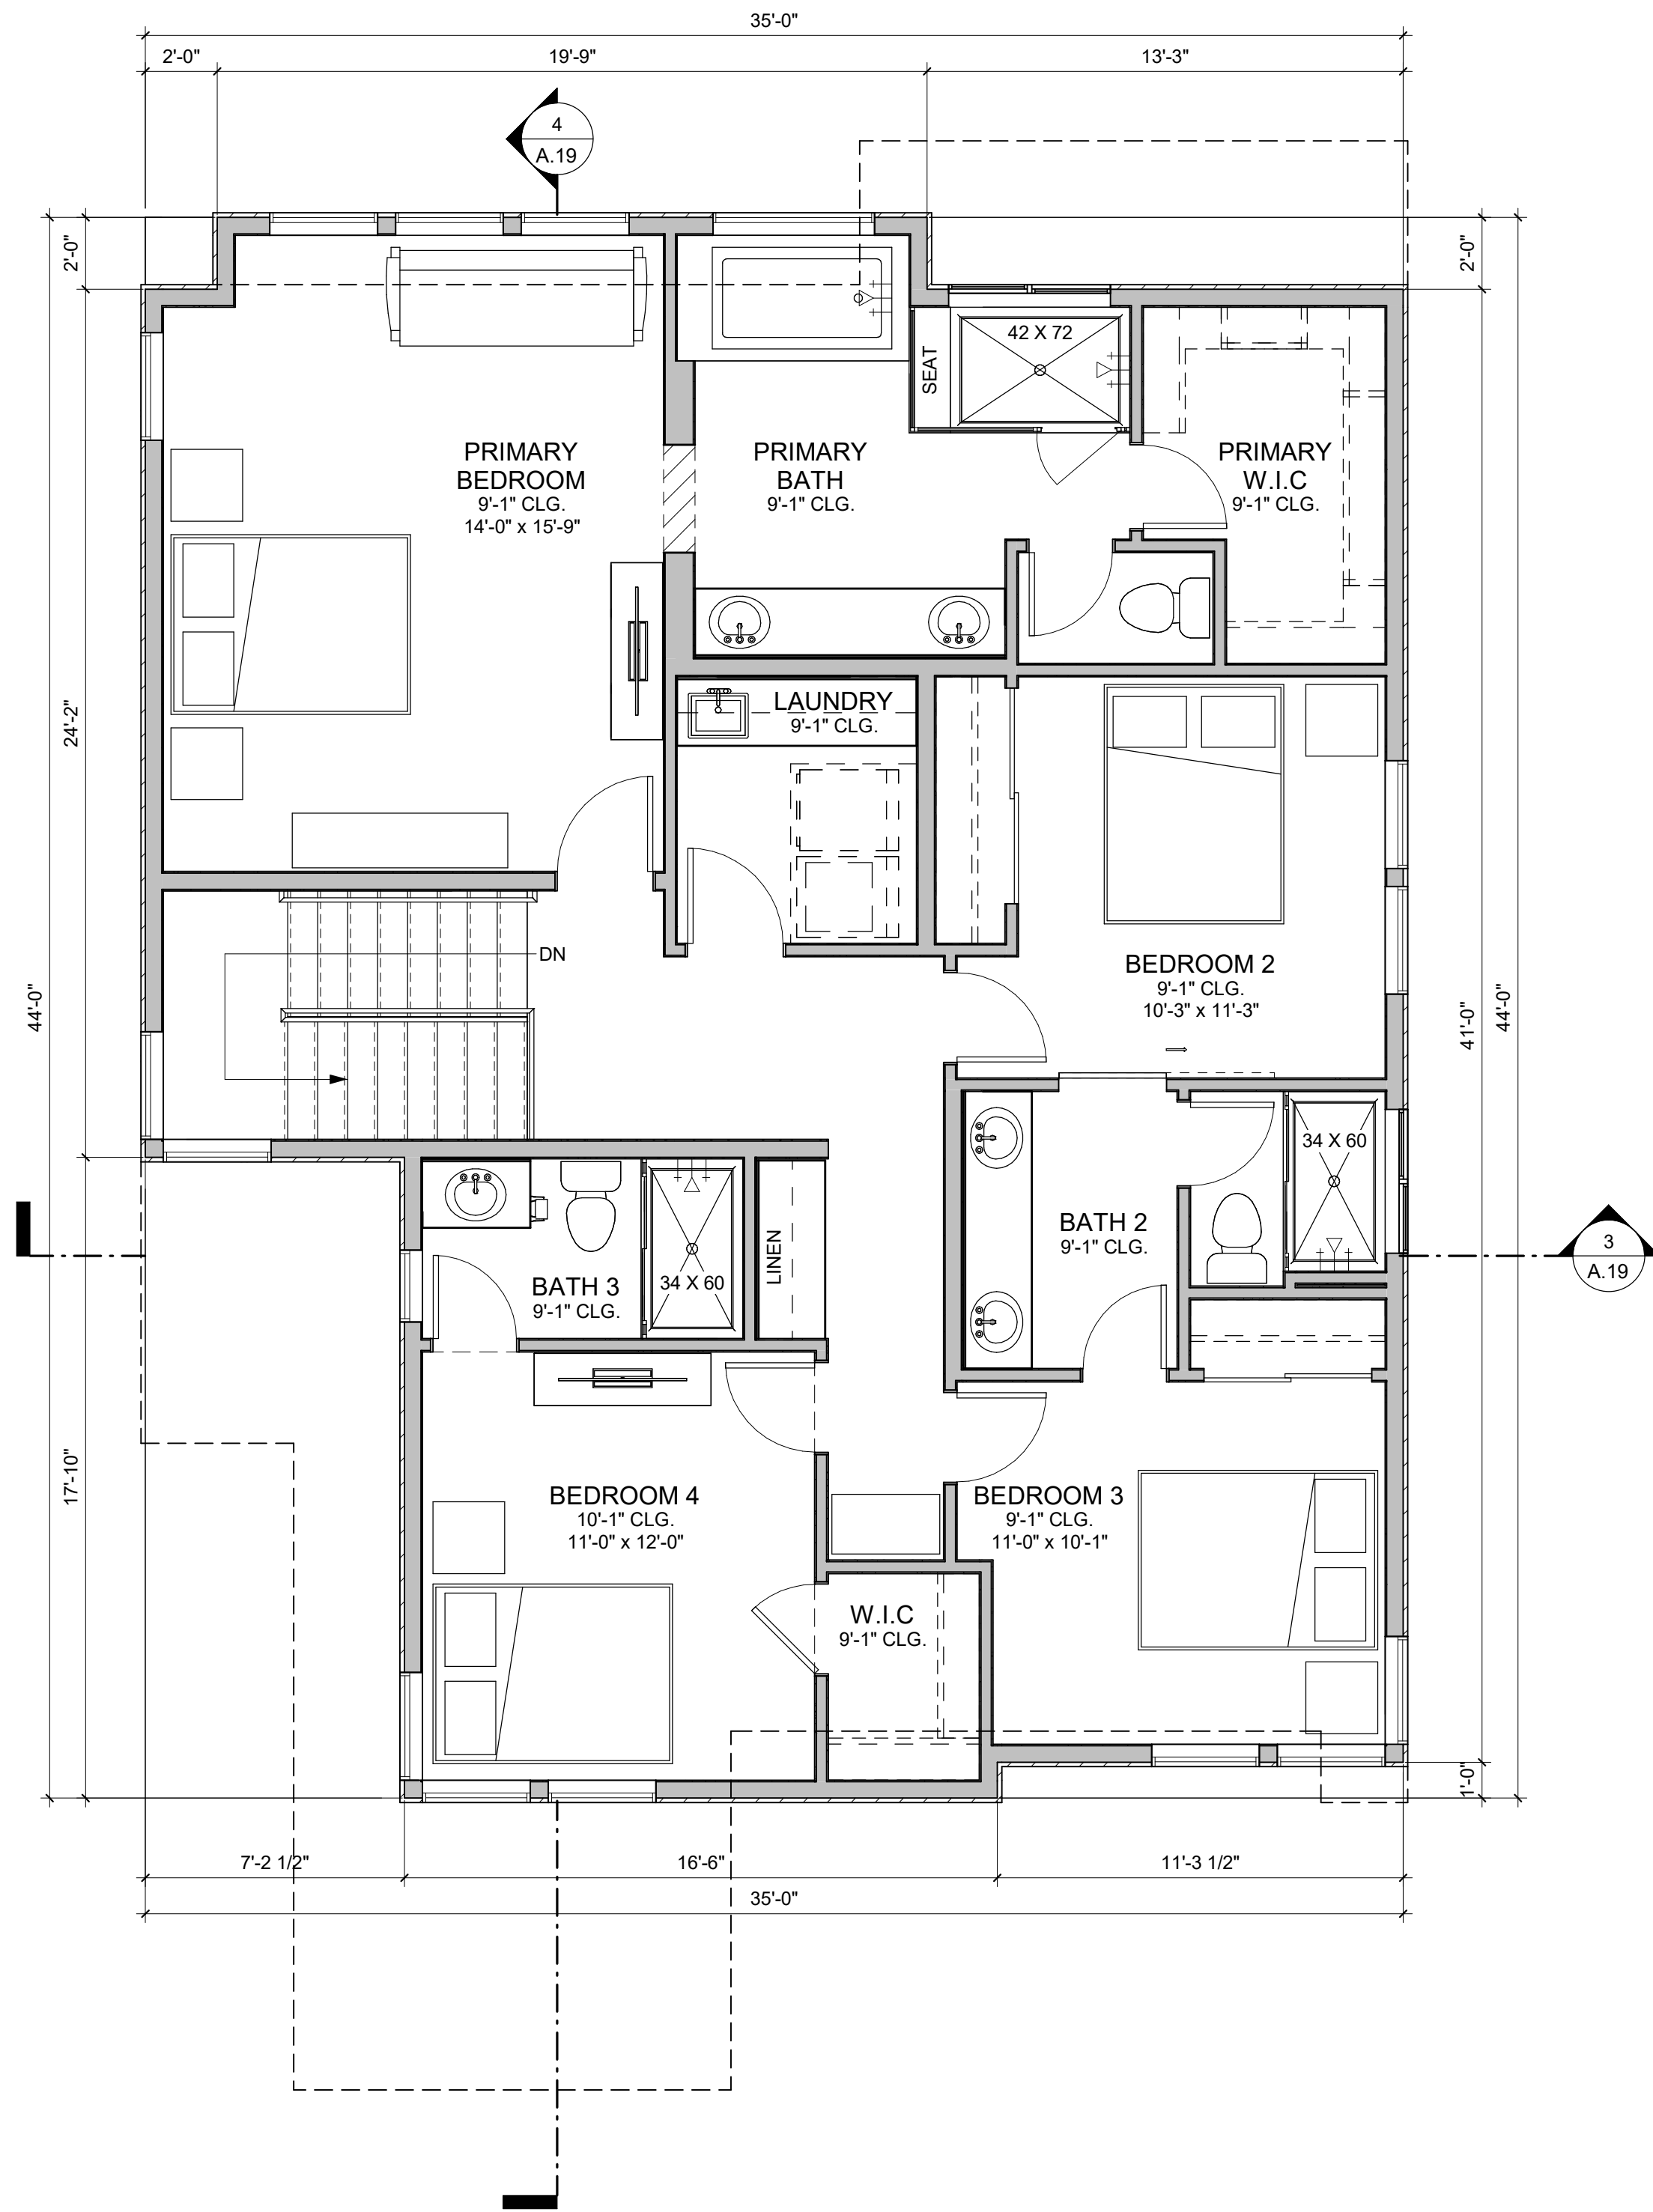 35'-0"
2'-0"
19'-9"
13'-3"
4
A.19
2'-0"
2'-0"
42 X 72
SEAT
PRIMARY
BEDROOM
9'-1" CLG.
14'-0" x 15'-9"
PRIMARY
BATH
9'-1" CLG.
PRIMARY
W.I.C
9'-1" CLG.
24'-2"
LAUNDRY
9'-1" CLG.
DN
BEDROOM 2
9'-1" CLG.
10'-3" x 11'-3"
44'-0"
41'-0"
44'-0"
34 X 60
BATH 2
9'-1" CLG.
LINEN
BATH 3
9'-1" CLG.
34 X 60
3
A.19
17'-10"
BEDROOM 4
10'-1" CLG.
11'-0" x 12'-0"
BEDROOM 3
9'-1" CLG.
11'-0" x 10'-1"
W.I.C
9'-1" CLG.
1'-0"
7'-2 1/2"
16'-6"
11'-3 1/2"
35'-0"